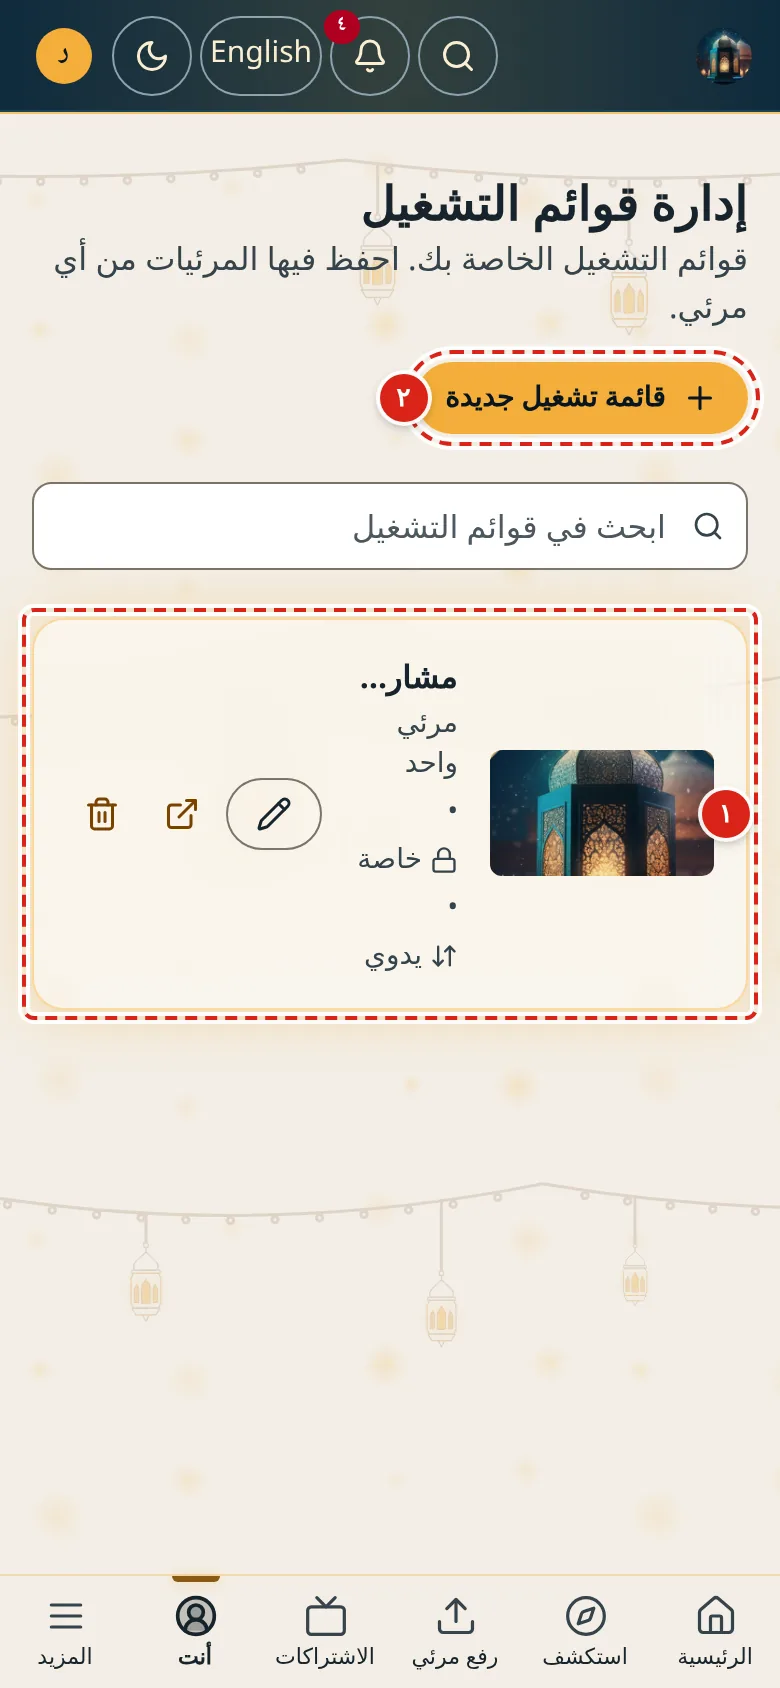 English
٤
ر
إدارة قوائم التشغيل
قوائم التشغيل الخاصة بك. احفظ فيها المرئيات من أي
مرئي.
قائمة تشغيل جديدة
٢
ابحث في قوائم التشغيل
١
مشار...
مرئي
واحد
•
خاصة
•
يدوي
الرئيسية
استكشف
رفع مرئي
الاشتراكات
أنت
المزيد